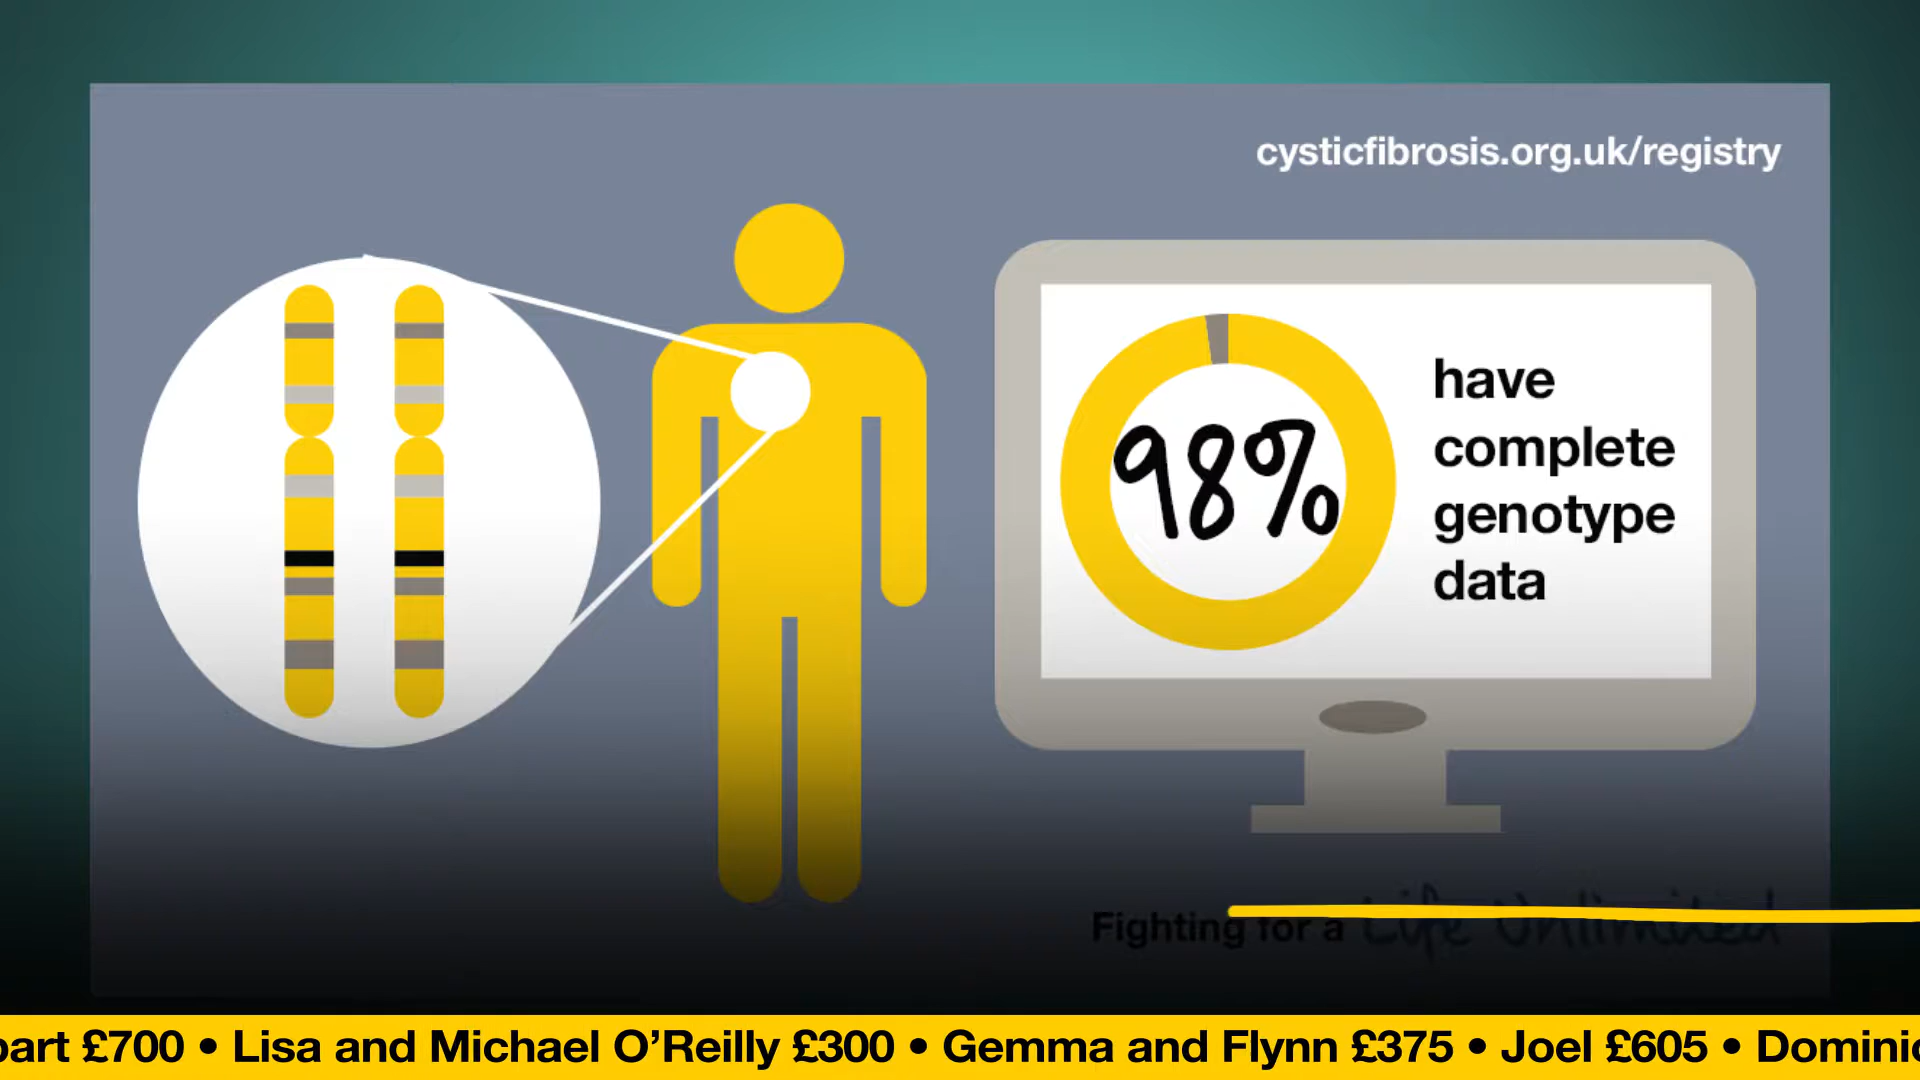 cysticfibrosis.org.uk/registry
98%
have
complete
genotype
data
Fighting for a Life Unlimited
part £700 • Lisa and Michael O’Reilly £300 • Gemma and Flynn £375 • Joel £605 • Dominic